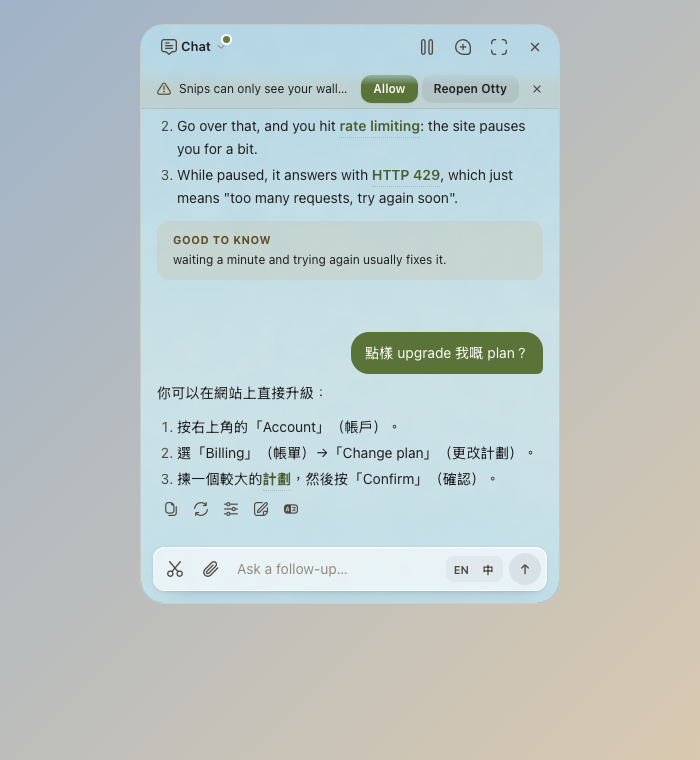 Chat
Snips can only see your wall...
Allow
Reopen Otty
2. Go over that, and you hit rate limiting: the site pauses
you for a bit.
3. While paused, it answers with HTTP 429, which just
means "too many requests, try again soon".
GOOD TO KNOW
waiting a minute and trying again usually fixes it.
點樣 upgrade 我嘅 plan？
你可以在網站上直接升級：
1. 按右上角的「Account」（帳戶）。
2. 選「Billing」（帳單）→「Change plan」（更改計劃）。
3. 揀一個較大的計劃，然後按「Confirm」（確認）。
Ask a follow-up...
EN 中